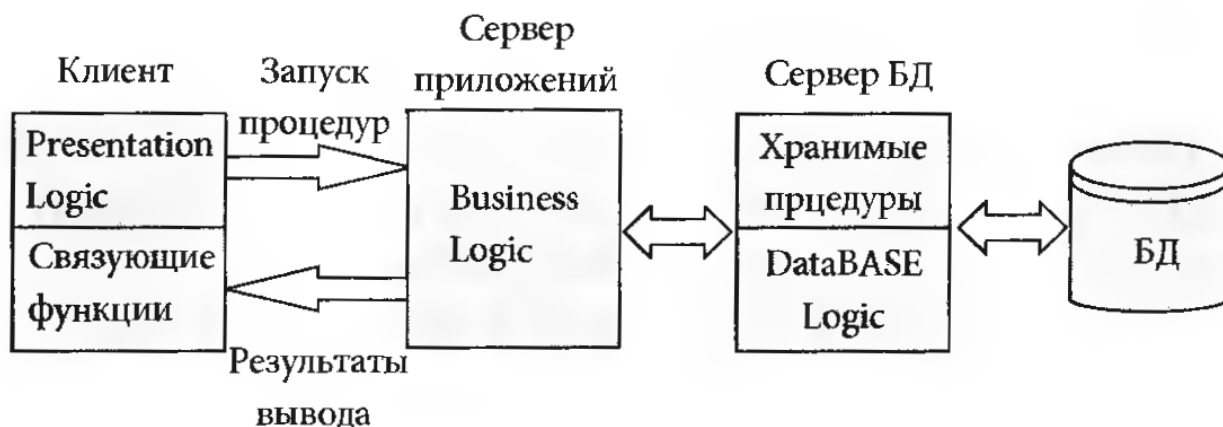 Клиент
Запуск
процедур
Сервер
приложений
Сервер БД
Presentation
Logic
Связующие
функции
Business
Logic
Хранимые
прцедуры
DataBASE
Logic
БД
Результаты
вывода